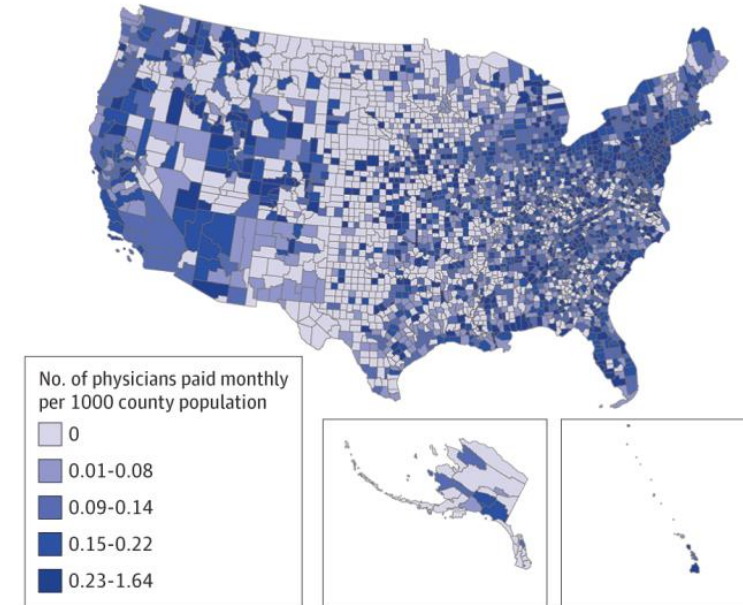 No. of physicians paid monthly
per 1000 county population
0
0.01-0.08
0.09-0.14
0.15-0.22
0.23-1.64